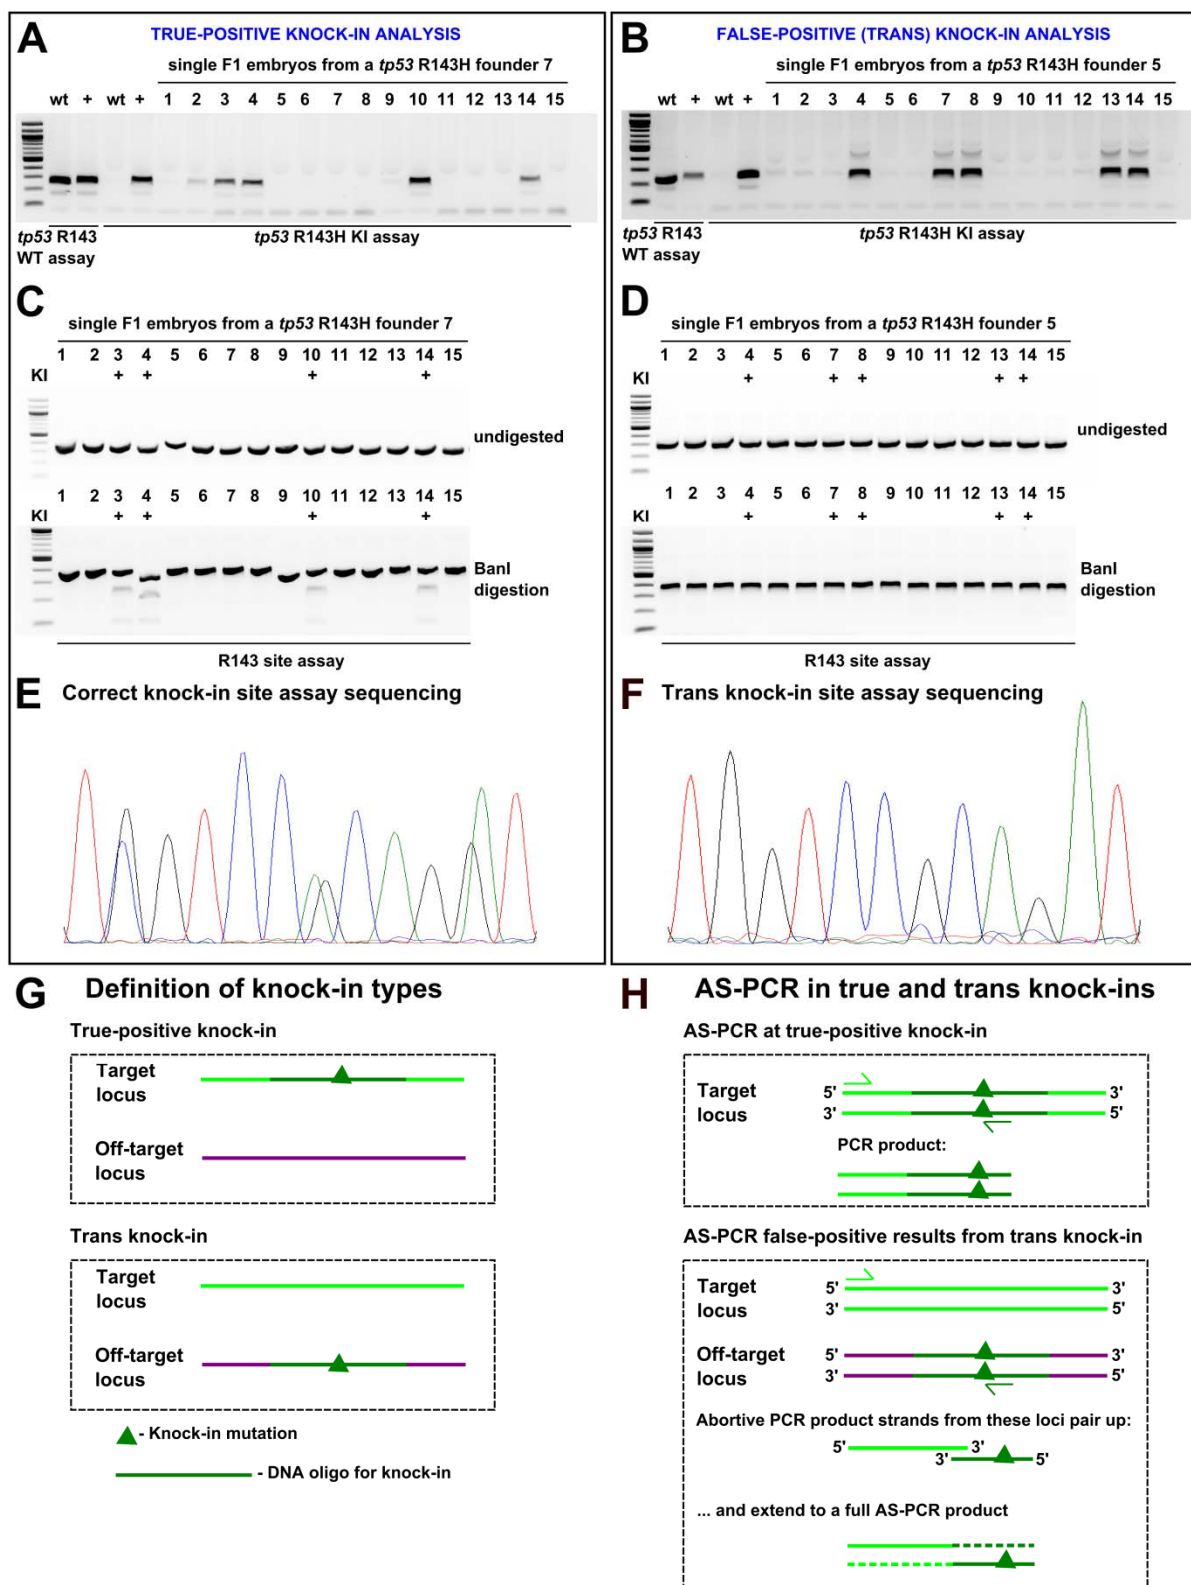 A
TRUE-POSITIVE KNOCK-IN ANALYSIS
single F1 embryos from a tp53 R143H founder 7
wt + wt + 1 2 3 4 5 6 7 8 9 10 11 12 13 14 15
tp53 R143
WT assay
tp53 R143H KI assay
B
FALSE-POSITIVE (TRANS) KNOCK-IN ANALYSIS
single F1 embryos from a tp53 R143H founder 5
wt + wt + 1 2 3 4 5 6 7 8 9 10 11 12 13 14 15
tp53 R143
WT assay
tp53 R143H KI assay
C
single F1 embryos from a tp53 R143H founder 7
1 2 3 4 5 6 7 8 9 10 11 12 13 14 15
KI + + + +
undigested
1 2 3 4 5 6 7 8 9 10 11 12 13 14 15
KI + + + +
BanI
digestion
R143 site assay
D
single F1 embryos from a tp53 R143H founder 5
1 2 3 4 5 6 7 8 9 10 11 12 13 14 15
KI + + + + +
undigested
1 2 3 4 5 6 7 8 9 10 11 12 13 14 15
KI + + + + +
BanI
digestion
R143 site assay
E Correct knock-in site assay sequencing
F Trans knock-in site assay sequencing
G Definition of knock-in types
True-positive knock-in
Target
locus
Off-target
locus
Trans knock-in
Target
locus
Off-target
locus
- Knock-in mutation
- DNA oligo for knock-in
H AS-PCR in true and trans knock-ins
AS-PCR at true-positive knock-in
Target
locus
5' 3'
3' 5'
PCR product:
AS-PCR false-positive results from trans knock-in
Target
locus
5' 3'
3' 5'
Off-target
locus
5' 3'
3' 5'
Abortive PCR product strands from these loci pair up:
5' 3'
3' 5'
... and extend to a full AS-PCR product